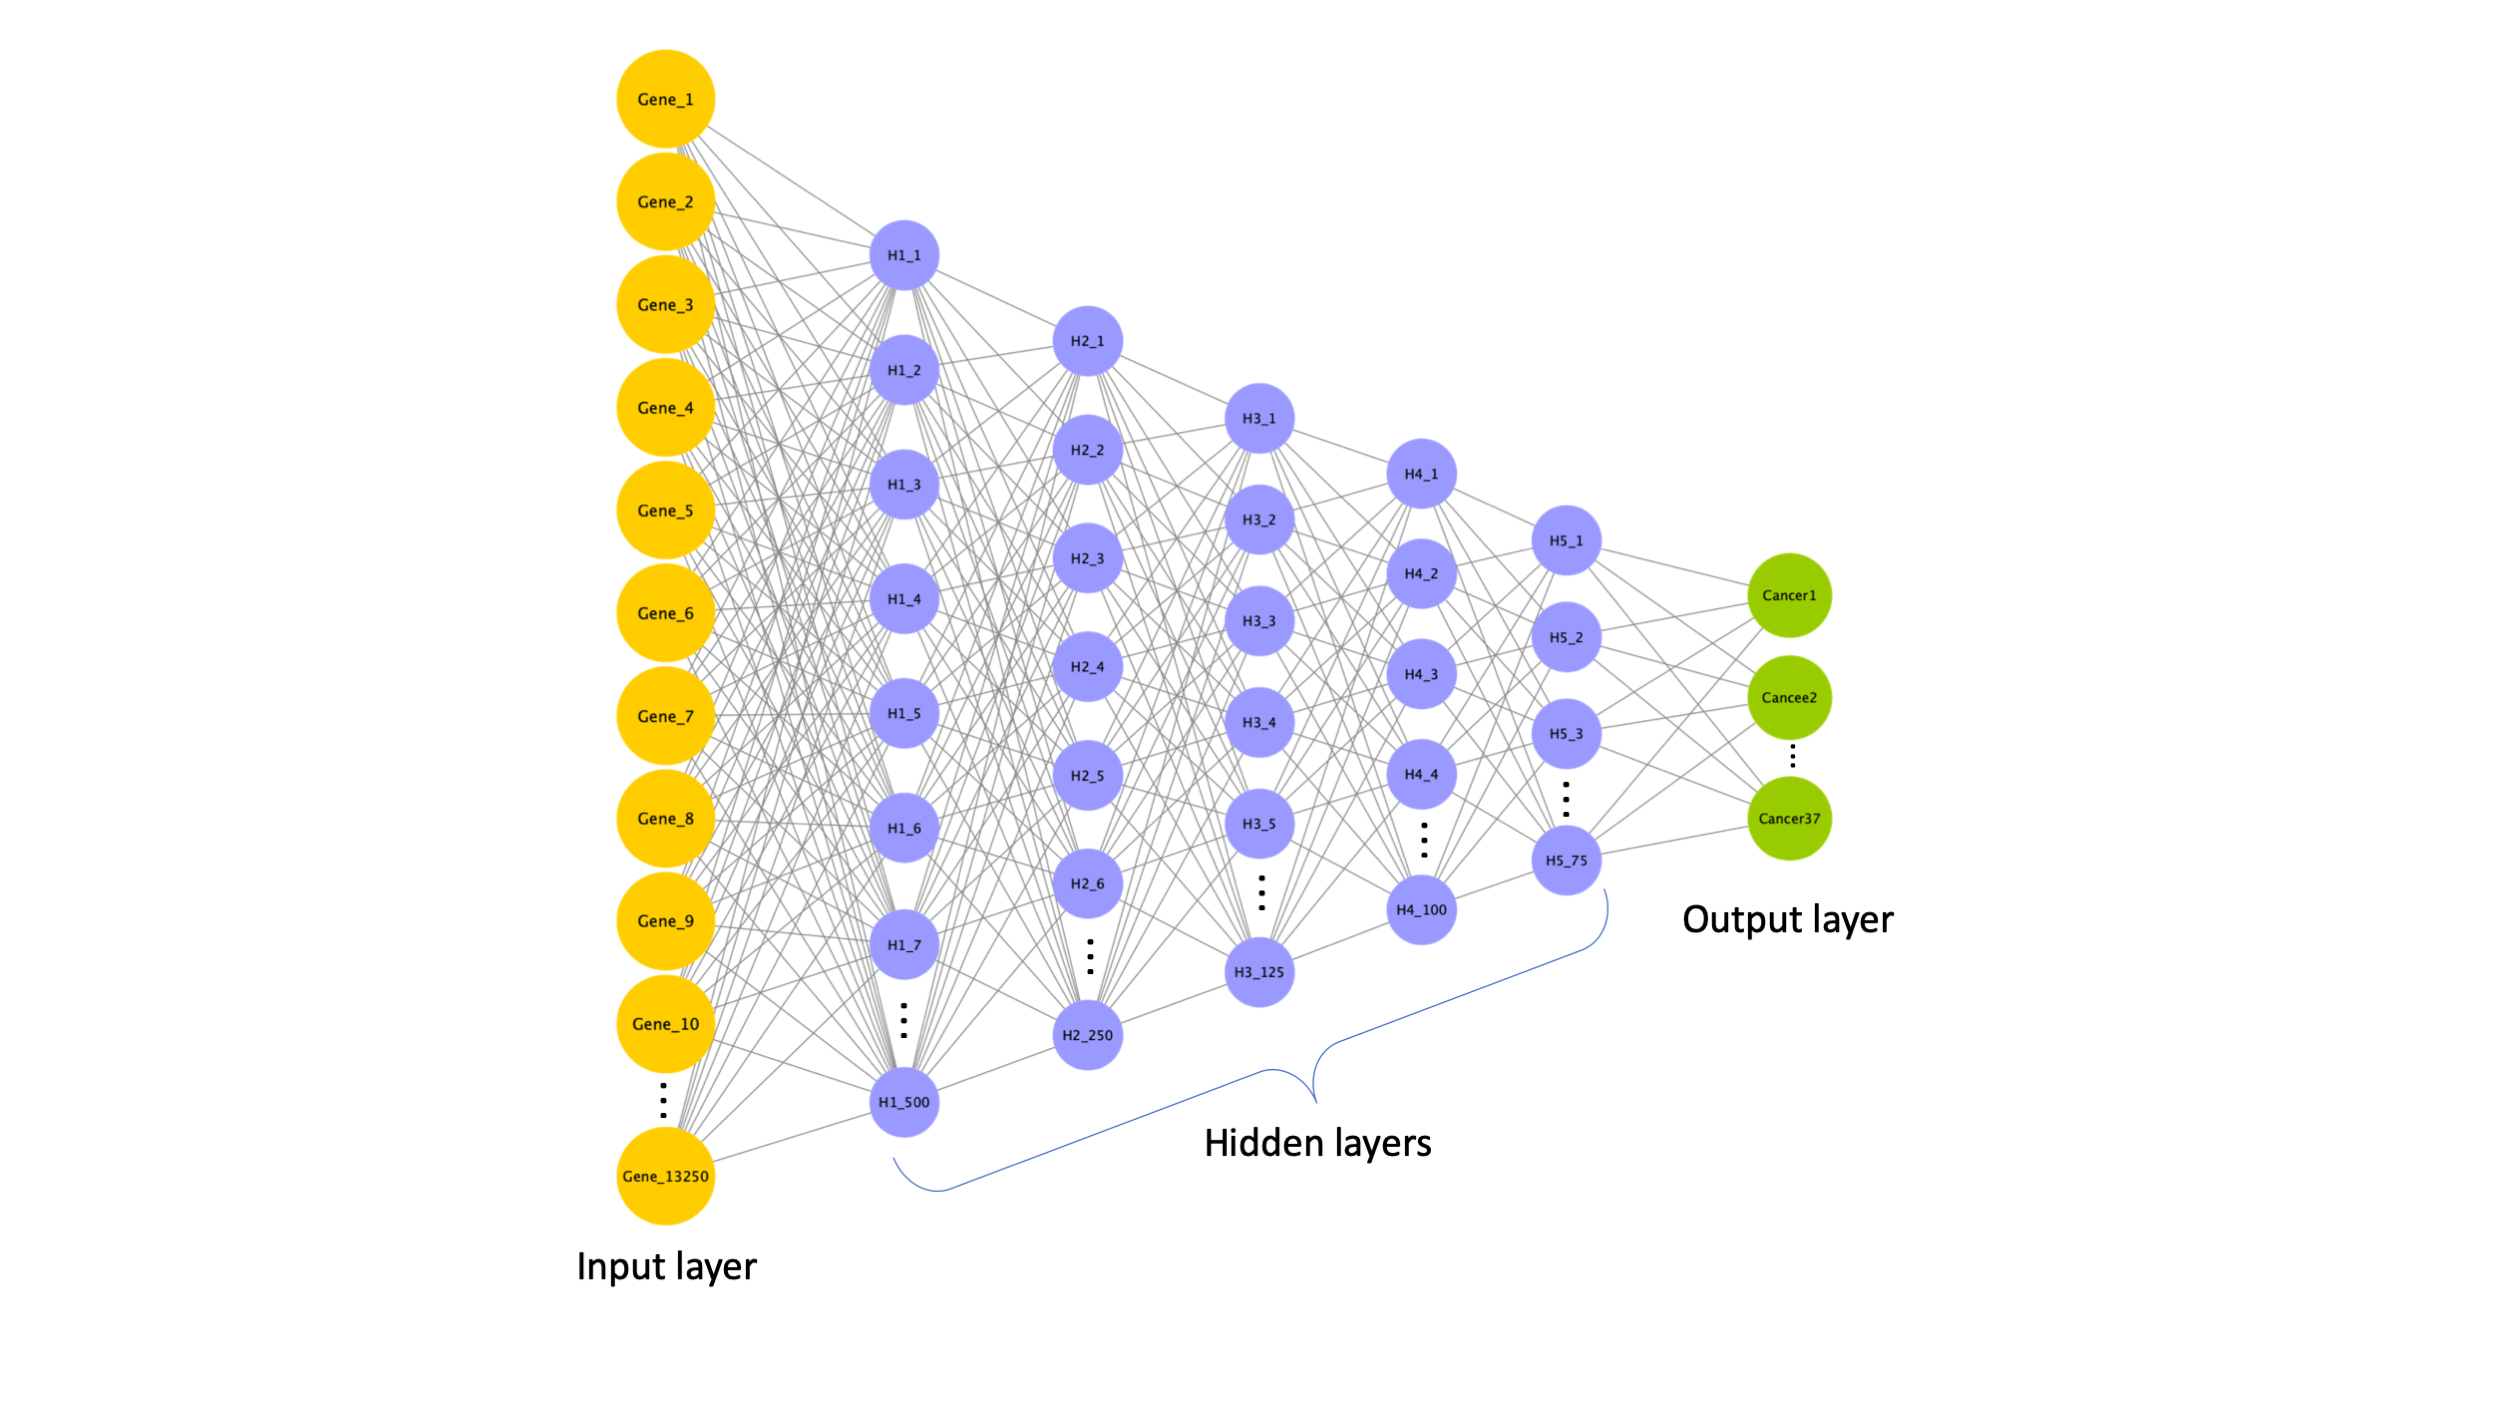 Gene_1
Gene_2
Gene_3
Gene_4
Gene_5
Gene_6
Gene_7
Gene_8
Gene_9
Gene_10
Gene_13250
Input layer
H1_1
H1_2
H1_3
H1_4
H1_5
H1_6
H1_7
H1_500
H2_1
H2_2
H2_3
H2_4
H2_5
H2_6
H2_250
H3_1
H3_2
H3_3
H3_4
H3_5
H3_125
H4_1
H4_2
H4_3
H4_4
H4_100
H5_1
H5_2
H5_3
H5_75
Hidden layers
Cancer1
Cancee2
Cancer37
Output layer